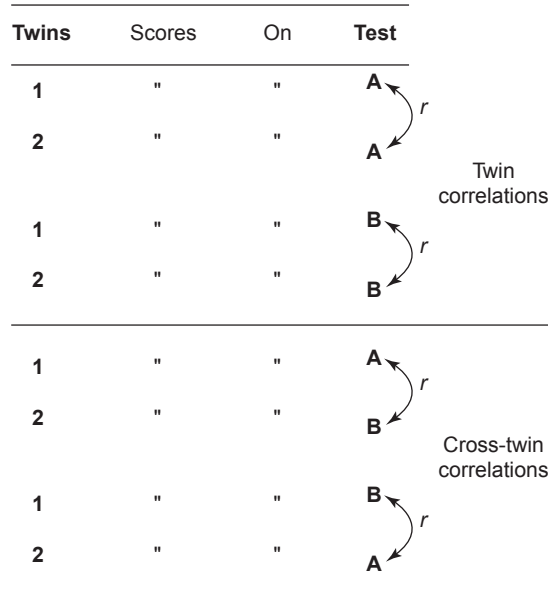 Twins Scores On Test
1 " " A
r
2 " " A
Twin
correlations
1 " " B
r
2 " " B
1 " " A
r
2 " " B
Cross-twin
correlations
1 " " B
r
2 " " A